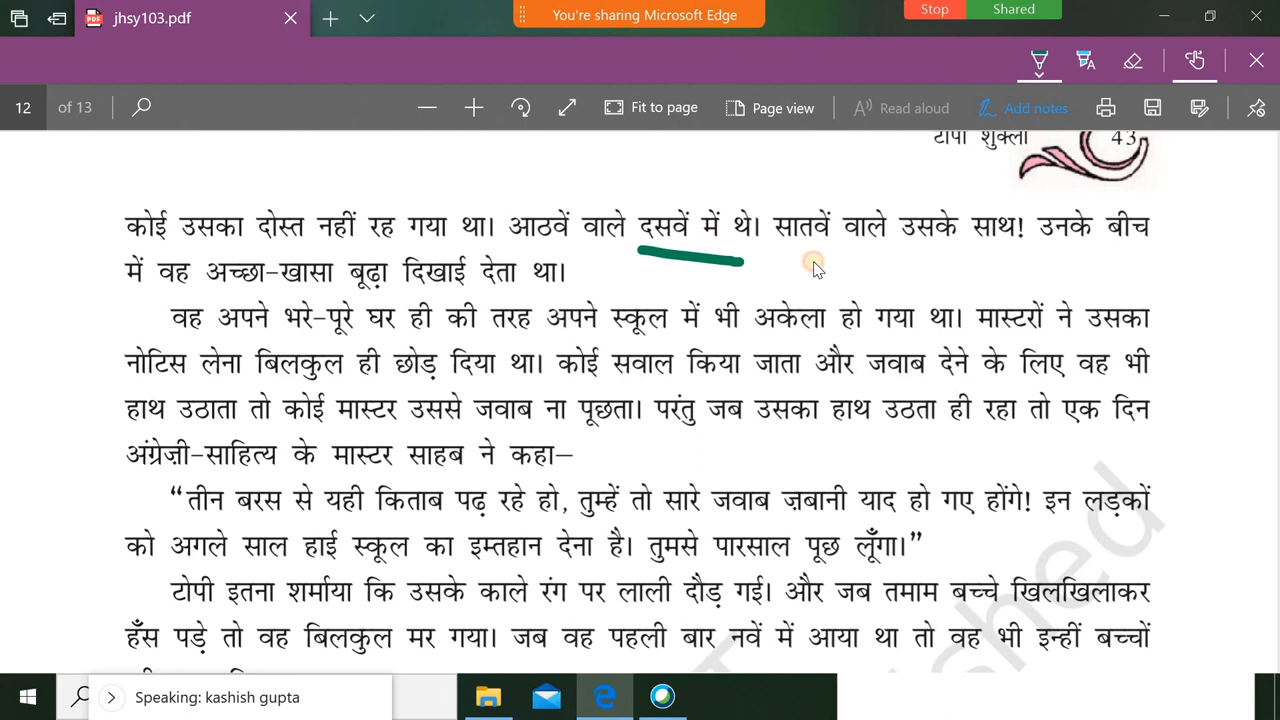 jhsy103.pdf
You're sharing Microsoft Edge
Stop
Shared
12 of 13
Fit to page
Page view
Read aloud
Add notes
टोपी शुक्ला 43
कोई उसका दोस्त नहीं रह गया था। आठवें वाले दसवें में थे। सातवें वाले उसके साथ! उनके बीच
में वह अच्छा-खासा बूढ़ा दिखाई देता था।
वह अपने भरे-पूरे घर ही की तरह अपने स्कूल में भी अकेला हो गया था। मास्टरों ने उसका
नोटिस लेना बिलकुल ही छोड़ दिया था। कोई सवाल किया जाता और जवाब देने के लिए वह भी
हाथ उठाता तो कोई मास्टर उससे जवाब ना पूछता। परंतु जब उसका हाथ उठता ही रहा तो एक दिन
अंग्रेज़ी-साहित्य के मास्टर साहब ने कहा–
“तीन बरस से यही किताब पढ़ रहे हो, तुम्हें तो सारे जवाब ज़बानी याद हो गए होंगे! इन लड़कों
को अगले साल हाई स्कूल का इम्तहान देना है। तुमसे पारसाल पूछ लूँगा।”
टोपी इतना शर्माया कि उसके काले रंग पर लाली दौड़ गई। और जब तमाम बच्चे खिलखिलाकर
हँस पड़े तो वह बिलकुल मर गया। जब वह पहली बार नवें में आया था तो वह भी इन्हीं बच्चों
Speaking: kashish gupta